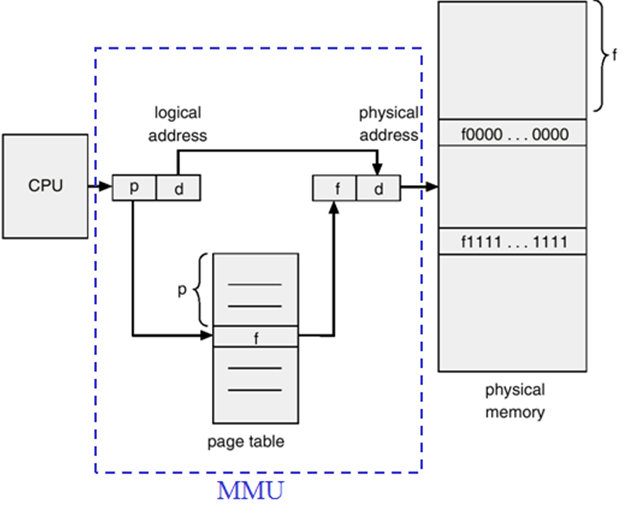 f
f0000 . . . 0000
logical
address
physical
address
CPU
p
d
f
d
f1111 . . . 1111
p
f
physical
memory
page table
MMU